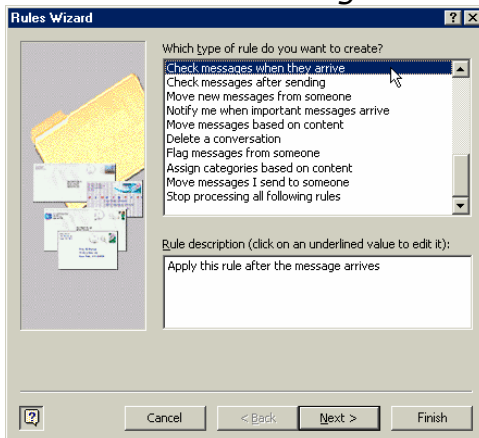 Rules Wizard
Which type of rule do you want to create?
Check messages when they arrive
Check messages after sending
Move new messages from someone
Notify me when important messages arrive
Move messages based on content
Delete a conversation
Flag messages from someone
Assign categories based on content
Move messages I send to someone
Stop processing all following rules
Rule description (click on an underlined value to edit it):
Apply this rule after the message arrives
Cancel
< Back
Next >
Finish